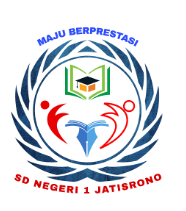 MAJU BERPRESTASI
SD NEGERI 1 JATISRONO